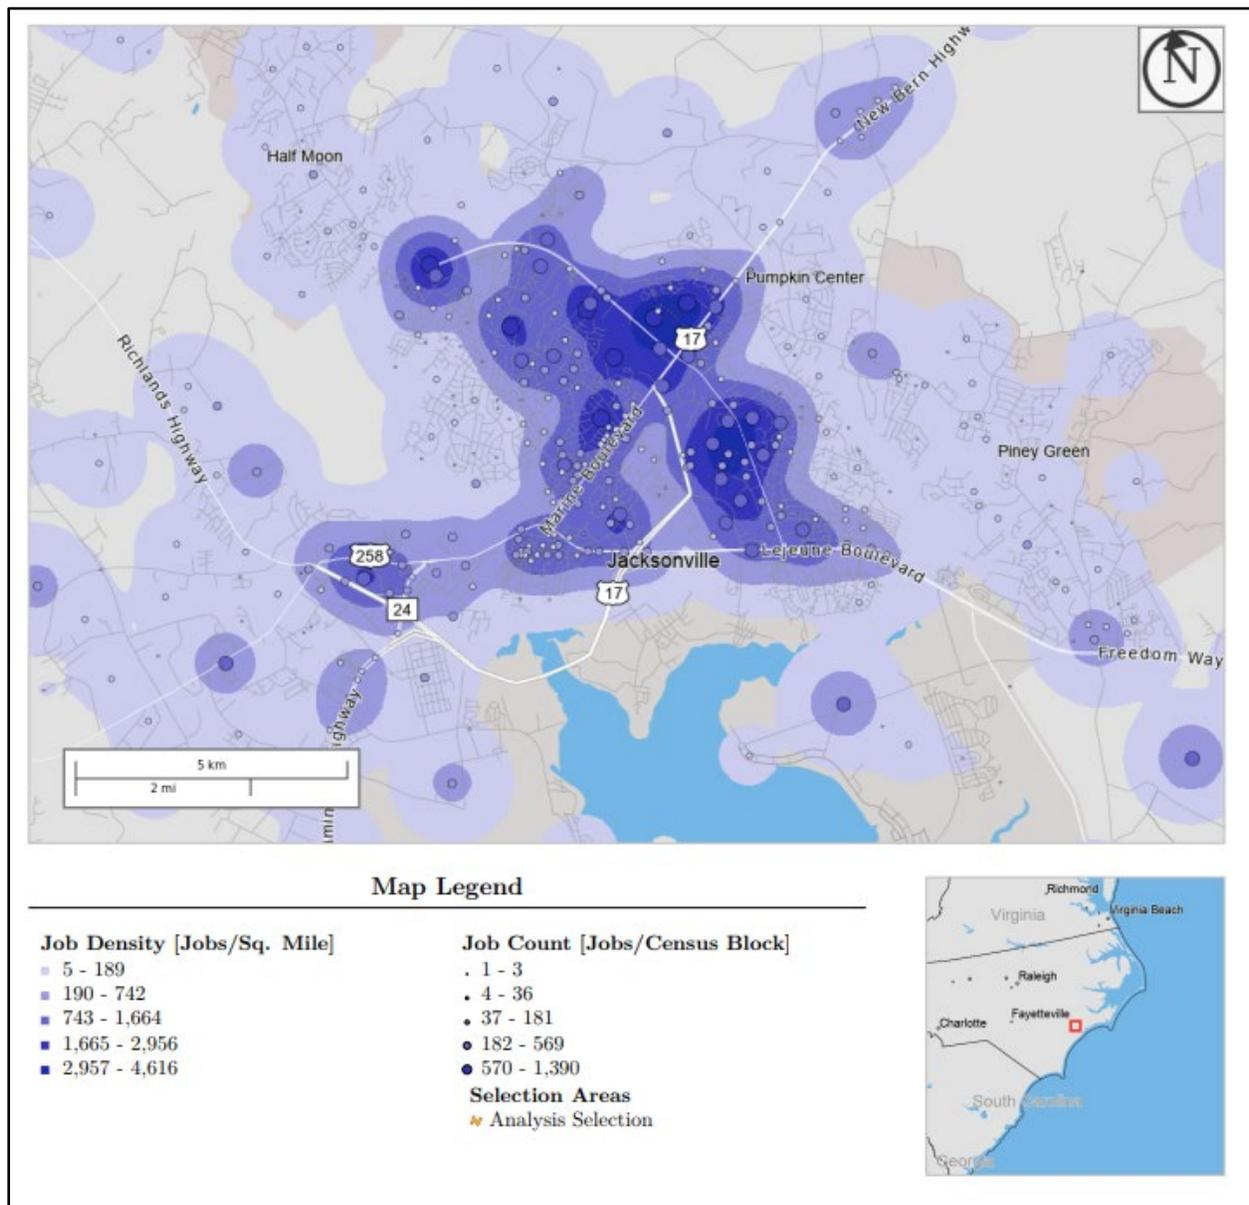 N
New Bern Highw
Half Moon
Pumpkin Center
17
Richlands Highway
Marine Boulevard
Piney Green
258
Jacksonville
Lejeune Boulevard
24
17
Freedom Way
ighway
5 km
2 mi
Map Legend
Job Density [Jobs/Sq. Mile]
5 - 189
190 - 742
743 - 1,664
1,665 - 2,956
2,957 - 4,616
Job Count [Jobs/Census Block]
1 - 3
4 - 36
37 - 181
182 - 569
570 - 1,390
Selection Areas
Analysis Selection
Richmond
Virginia
Virginia Beach
Raleigh
Fayetteville
Charlotte
South Carolina
Georgia